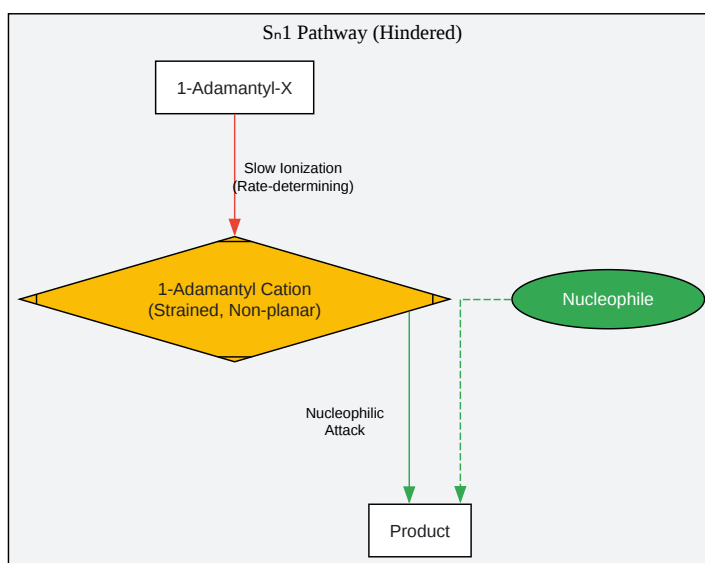 Sₙ1 Pathway (Hindered)
1-Adamantyl-X
Slow Ionization
(Rate-determining)
1-Adamantyl Cation
(Strained, Non-planar)
Nucleophile
Nucleophilic
Attack
Product